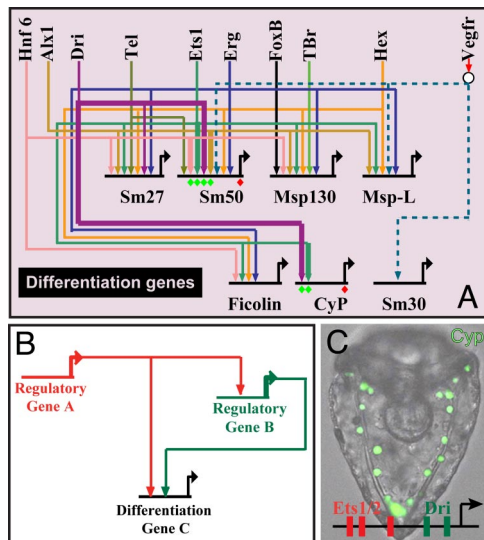 Hnf 6 Alx1 Dri Tel Ets1 Erg FoxB TBr Hex Vegfr
Sm27 Sm50 Msp130 Msp-L
Differentiation genes
Ficolin CyP Sm30
A
B
Regulatory
Gene A
Regulatory
Gene B
Differentiation
Gene C
C
Cyp
Ets1/2 Dri